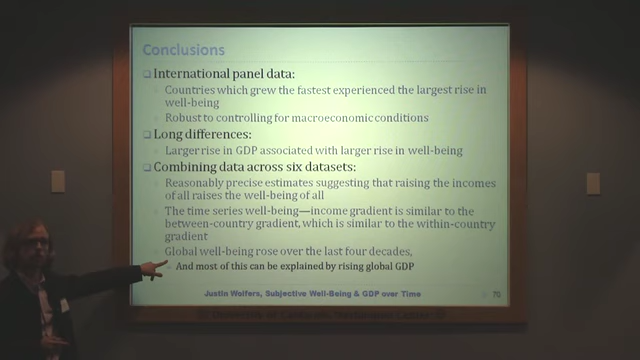 Conclusions
International panel data:
Countries which grew the fastest experienced the largest rise in
well-being
Robust to controlling for macroeconomic conditions
Long differences:
Larger rise in GDP associated with larger rise in well-being
Combining data across six datasets:
Reasonably precise estimates suggesting that raising the incomes
of all raises the well-being of all
The time series well-being—income gradient is similar to the
between-country gradient, which is similar to the within-country
gradient
Global well-being rose over the last four decades,
And most of this can be explained by rising global GDP
Justin Wolfers, Subjective Well-Being & GDP over Time
70